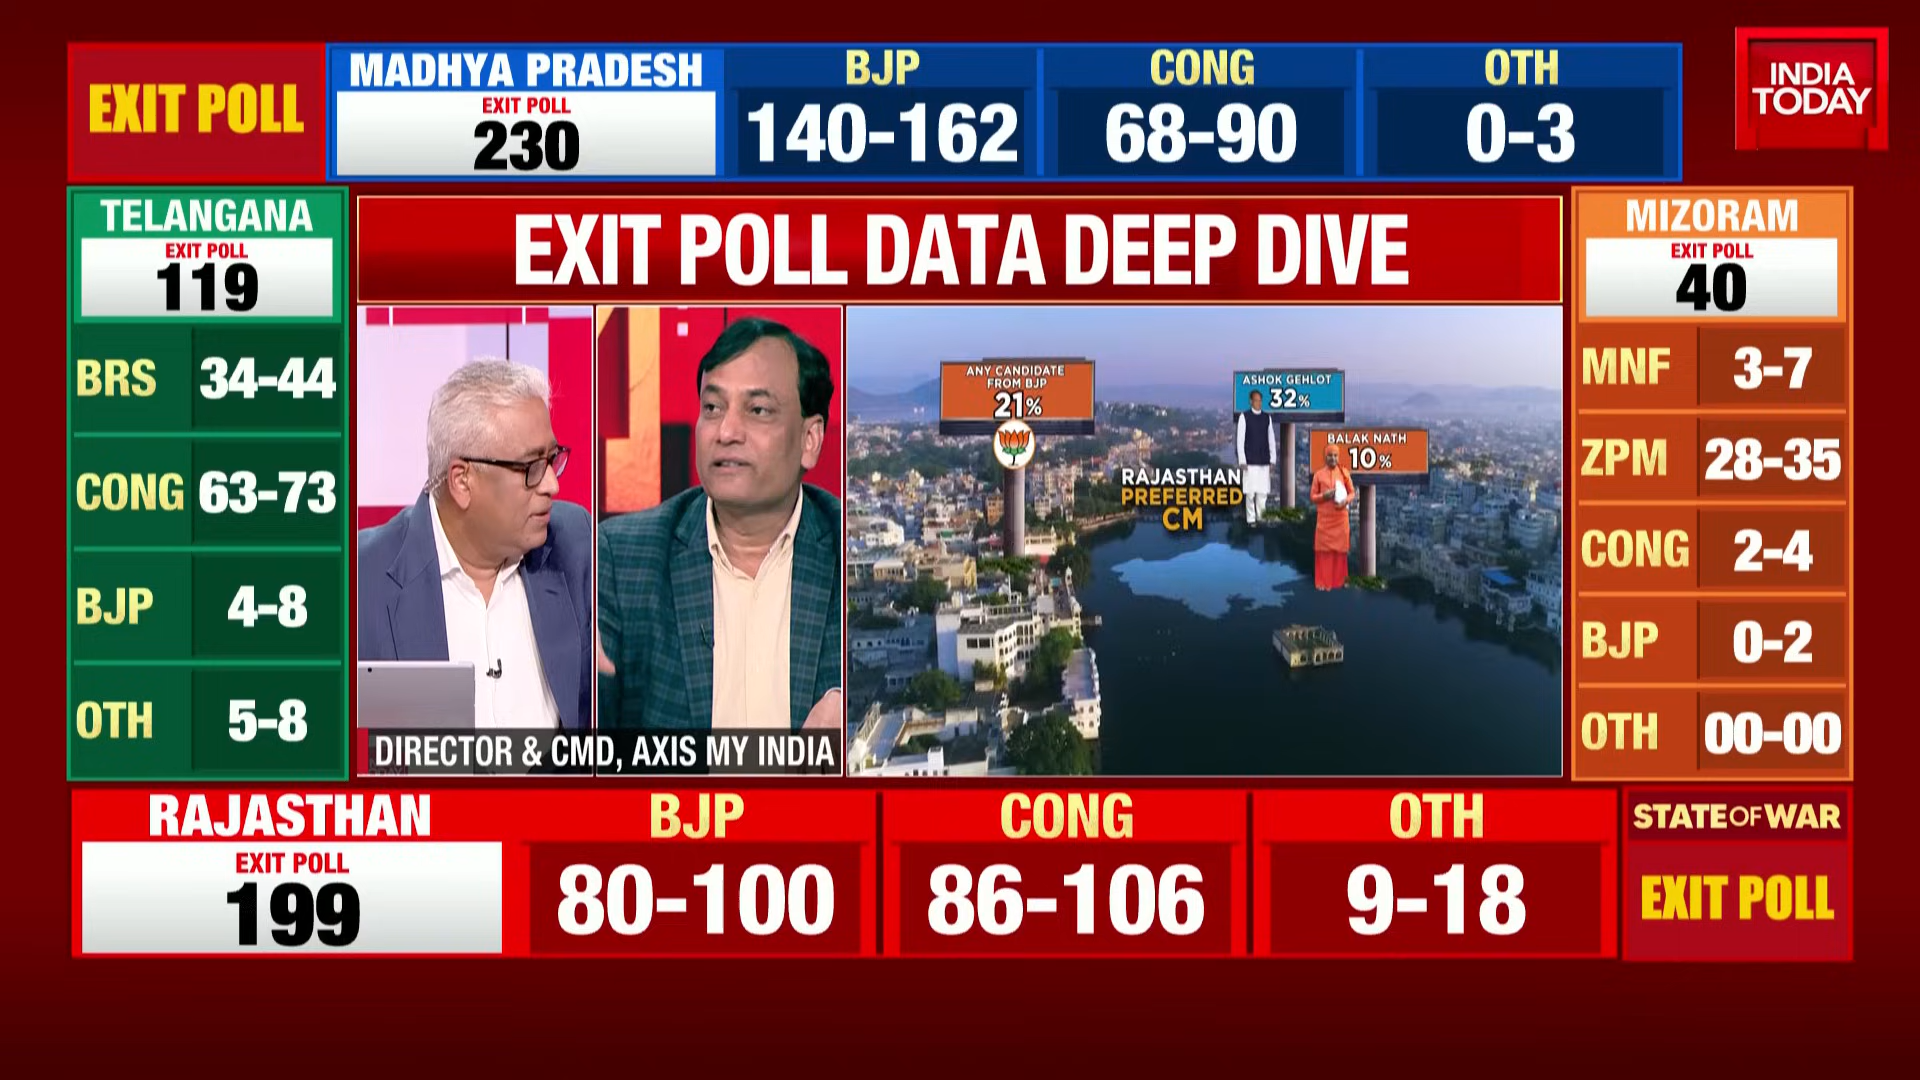 EXIT POLL
MADHYA PRADESH
EXIT POLL
230
BJP
140-162
CONG
68-90
OTH
0-3
INDIA
TODAY
TELANGANA
EXIT POLL
119
BRS 34-44
CONG 63-73
BJP 4-8
OTH 5-8
EXIT POLL DATA DEEP DIVE
ANY CANDIDATE
FROM BJP
21%
ASHOK GEHLOT
32%
BALAK NATH
10%
RAJASTHAN
PREFERRED
CM
DIRECTOR & CMD, AXIS MY INDIA
MIZORAM
EXIT POLL
40
MNF 3-7
ZPM 28-35
CONG 2-4
BJP 0-2
OTH 00-00
RAJASTHAN
EXIT POLL
199
BJP
80-100
CONG
86-106
OTH
9-18
STATE OF WAR
EXIT POLL